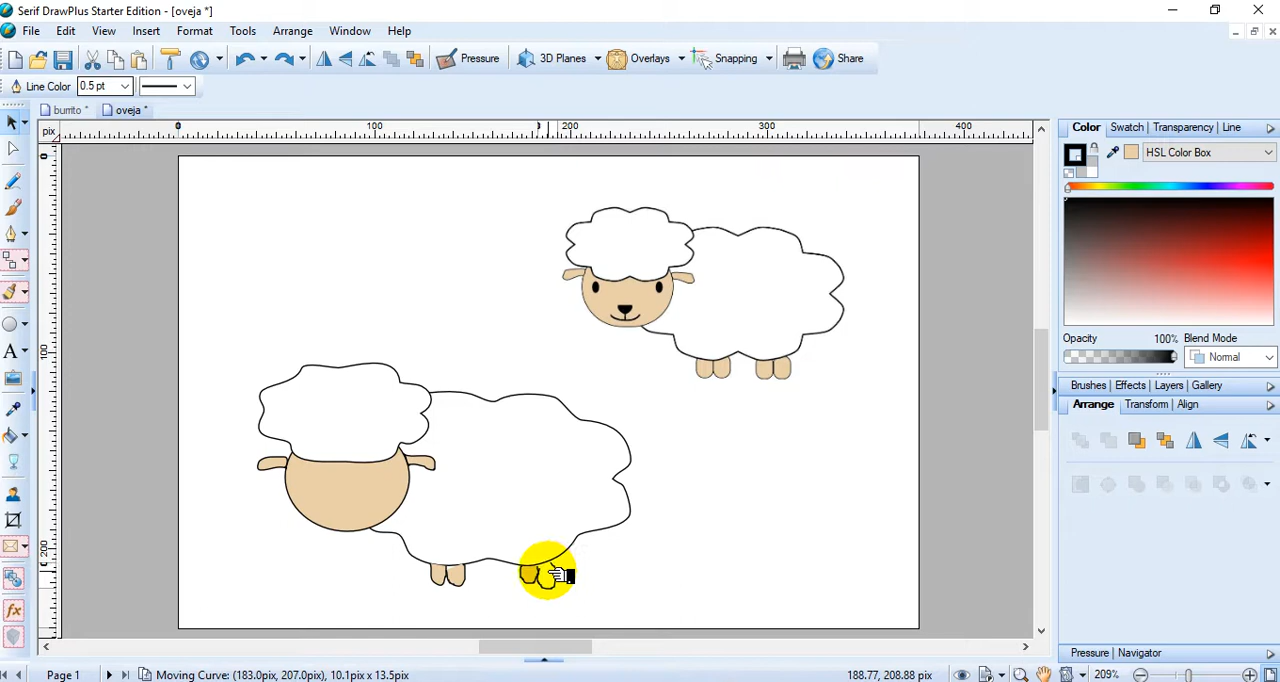 Serif DrawPlus Starter Edition - [oveja *]
File Edit View Insert Format Tools Arrange Window Help
Pressure 3D Planes Overlays Snapping Share
Line Color 0.5 pt
burrito * oveja *
pix 0 100 200 300 400
0
100
200
Color Swatch Transparency Line
HSL Color Box
Opacity 100% Blend Mode
Normal
Brushes Effects Layers Gallery
Arrange Transform Align
Pressure Navigator
Page 1 Moving Curve: (183.0pix, 207.0pix), 10.1pix x 13.5pix 188.77, 208.88 pix 209%